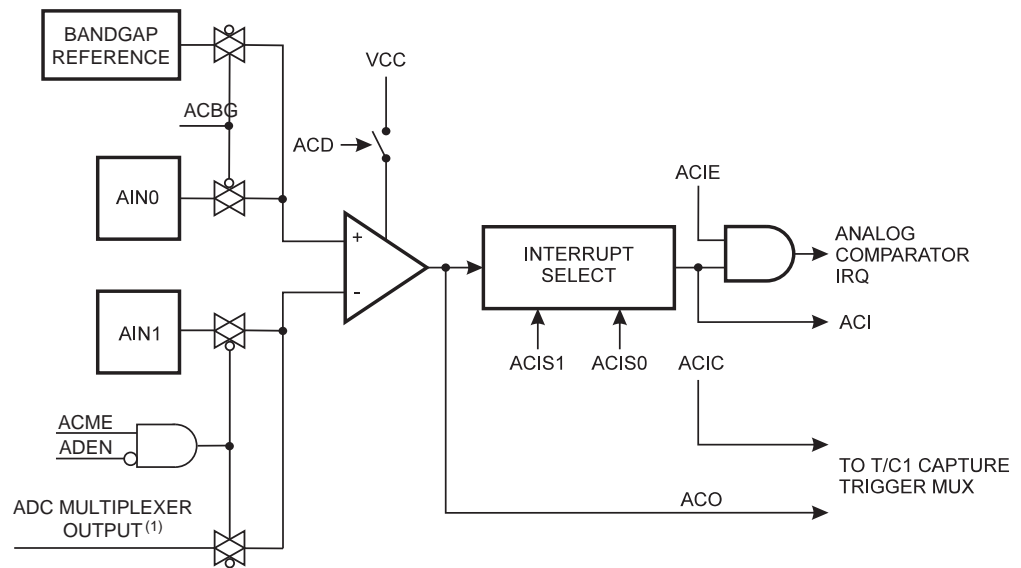 BANDGAP
REFERENCE
ACBG
AIN0
VCC
ACD
+
-
AIN1
ACME
ADEN
ADC MULTIPLEXER
OUTPUT (1)
INTERRUPT
SELECT
ACIS1
ACIS0
ACIE
ANALOG
COMPARATOR
IRQ
ACI
ACIC
TO T/C1 CAPTURE
TRIGGER MUX
ACO